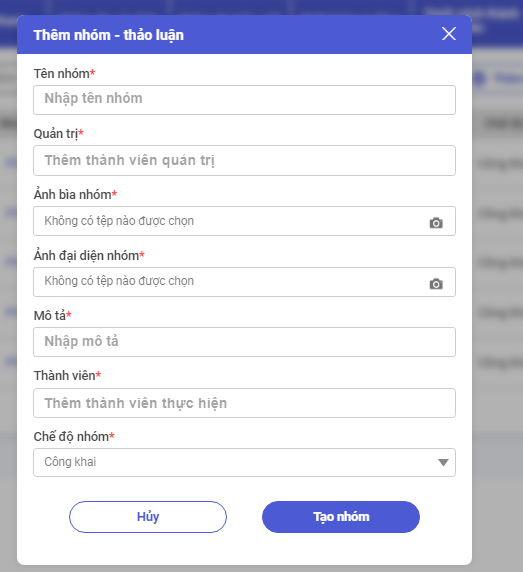 Thêm nhóm - thảo luận
Tên nhóm*
Nhập tên nhóm
Quản trị*
Thêm thành viên quản trị
Ảnh bìa nhóm*
Không có tệp nào được chọn
Ảnh đại diện nhóm*
Không có tệp nào được chọn
Mô tả*
Nhập mô tả
Thành viên*
Thêm thành viên thực hiện
Chế độ nhóm*
Công khai
Hủy
Tạo nhóm